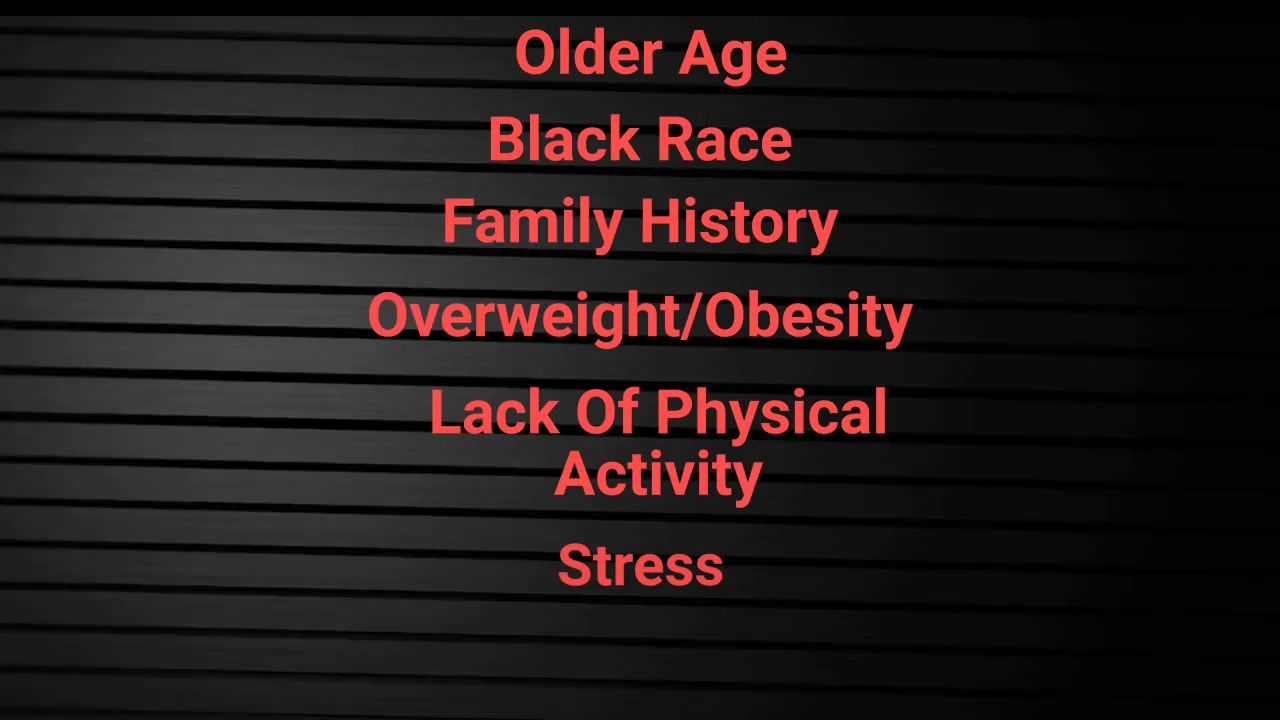 Older Age
Black Race
Family History
Overweight/Obesity
Lack Of Physical
Activity
Stress